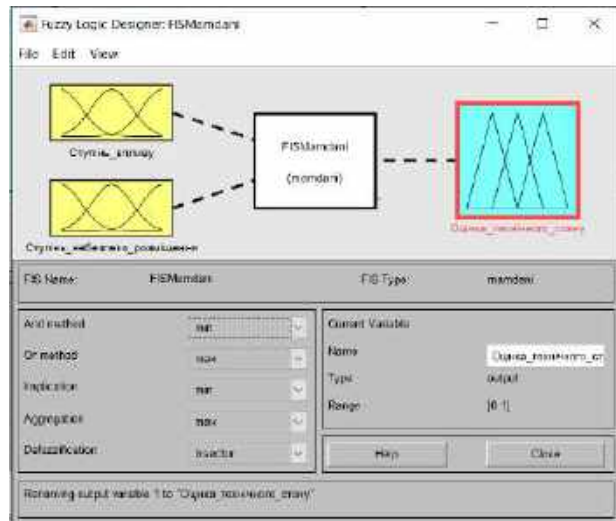 Fuzzy Logic Designer: FISMamdani
File Edit View
Ступінь_впливу
FISMamdani
(mamdani)
FIS Name: FISMamdani FIS Type: mamdani
And method min
Or method max
Implication min
Aggregation max
Defuzzification bisector
Current Variable
Name
Type output
Range [0 1]
Help Close
Renaming output variable 1 to